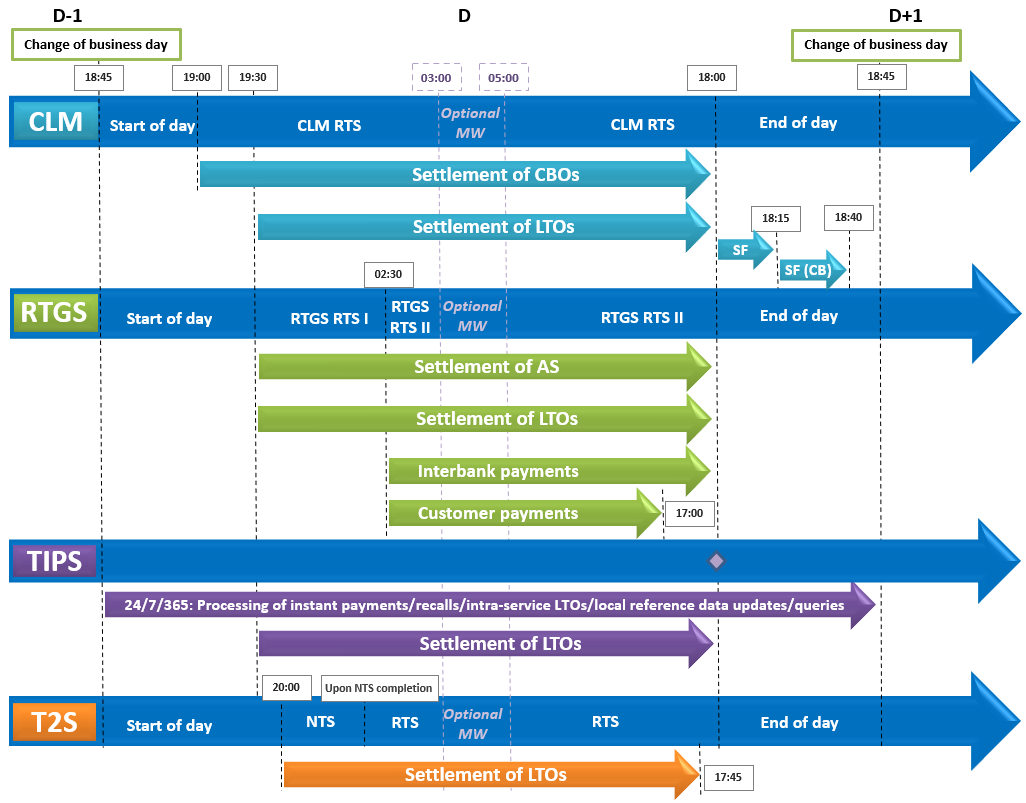 D-1
D
D+1
Change of business day
Change of business day
18:45
19:00
19:30
03:00
05:00
18:00
18:45
CLM
Start of day
CLM RTS
Optional
MW
CLM RTS
End of day
Settlement of CBOs
Settlement of LTOs
18:15
18:40
SF
SF (CB)
02:30
RTGS
Start of day
RTGS RTS I
RTGS
RTS II
Optional
MW
RTGS RTS II
End of day
Settlement of AS
Settlement of LTOs
Interbank payments
Customer payments
17:00
TIPS
24/7/365: Processing of instant payments/recalls/intra-service LTOs/local reference data updates/queries
Settlement of LTOs
20:00
Upon NTS completion
T2S
Start of day
NTS
RTS
Optional
MW
RTS
End of day
Settlement of LTOs
17:45